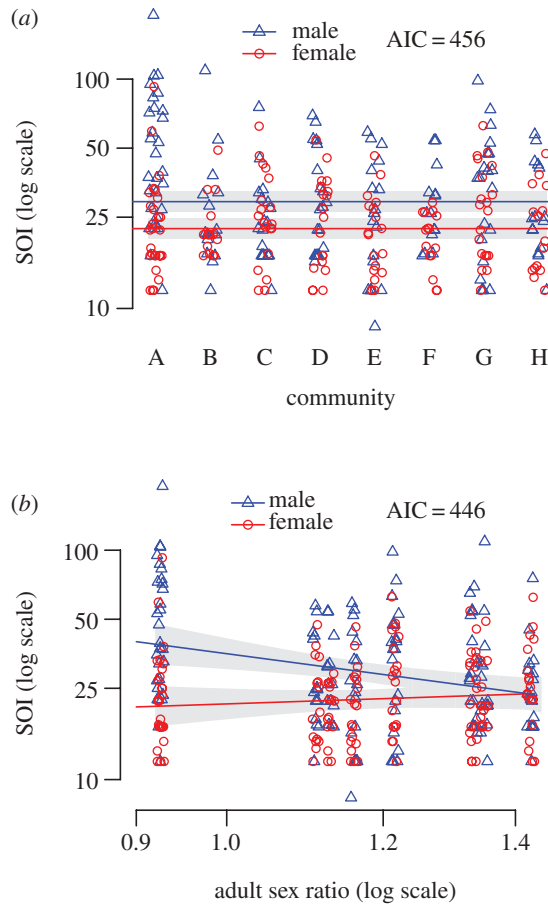 (a)
male
female
AIC = 456
100
50
25
10
SOI (log scale)
A B C D E F G H
community
(b)
male
female
AIC = 446
100
50
25
10
SOI (log scale)
0.9 1.0 1.2 1.4
adult sex ratio (log scale)